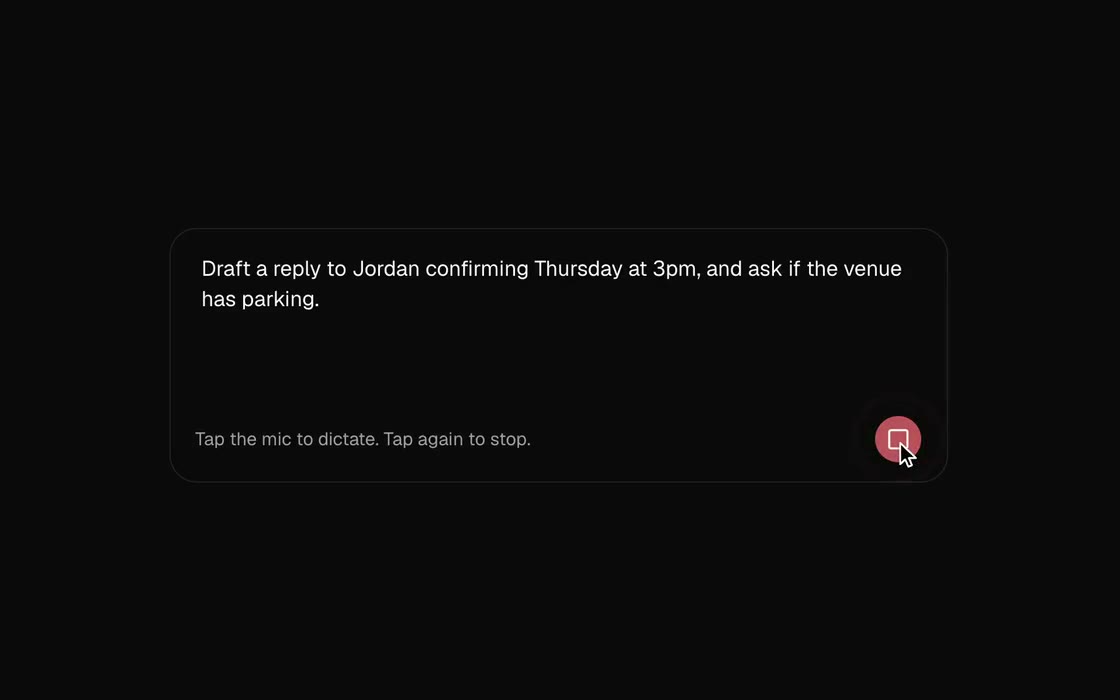 Draft a reply to Jordan confirming Thursday at 3pm, and ask if the venue
has parking.
Tap the mic to dictate. Tap again to stop.